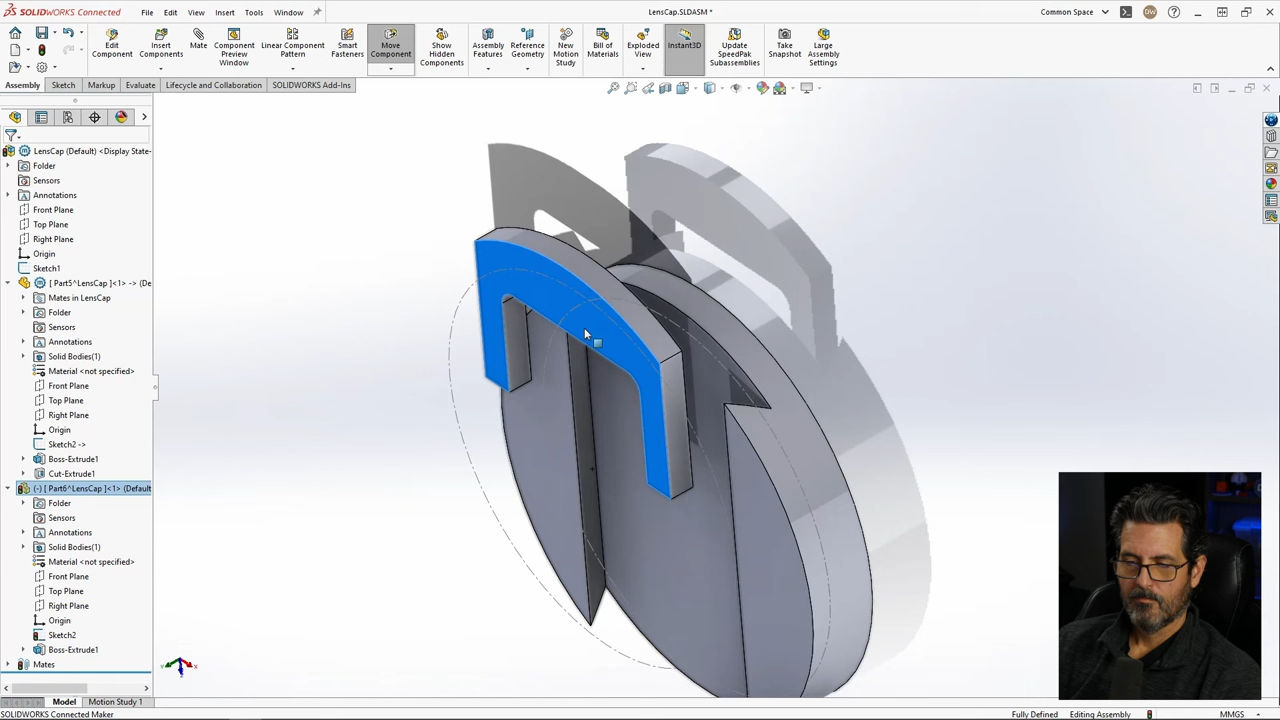 SOLIDWORKS CONNECTED
File
Edit
View
Insert
Tools
Window
LensCap.SLDASM *
Common Space
DW
Edit Component
Insert Components
Mate
Component Preview Window
Linear Component Pattern
Smart Fasteners
Move Component
Show Hidden Components
Assembly Features
Reference Geometry
New Motion Study
Bill of Materials
Exploded View
Instant3D
Update SpeedPak Subassemblies
Take Snapshot
Large Assembly Settings
Assembly
Sketch
Markup
Evaluate
Lifecycle and Collaboration
SOLIDWORKS Add-Ins
LensCap (Default) <Display State-
Folder
Sensors
Annotations
Front Plane
Top Plane
Right Plane
Origin
Sketch1
[ Part5^LensCap ]<1> -> (De
Mates in LensCap
Folder
Sensors
Annotations
Solid Bodies(1)
Material <not specified>
Front Plane
Top Plane
Right Plane
Origin
Sketch2 ->
Boss-Extrude1
Cut-Extrude1
(-) [ Part6^LensCap ]<1> (Default
Folder
Sensors
Annotations
Solid Bodies(1)
Material <not specified>
Front Plane
Top Plane
Right Plane
Origin
Sketch2
Boss-Extrude1
Mates
Model
Motion Study 1
SOLIDWORKS Connected Maker
Fully Defined
Editing Assembly
MMGS